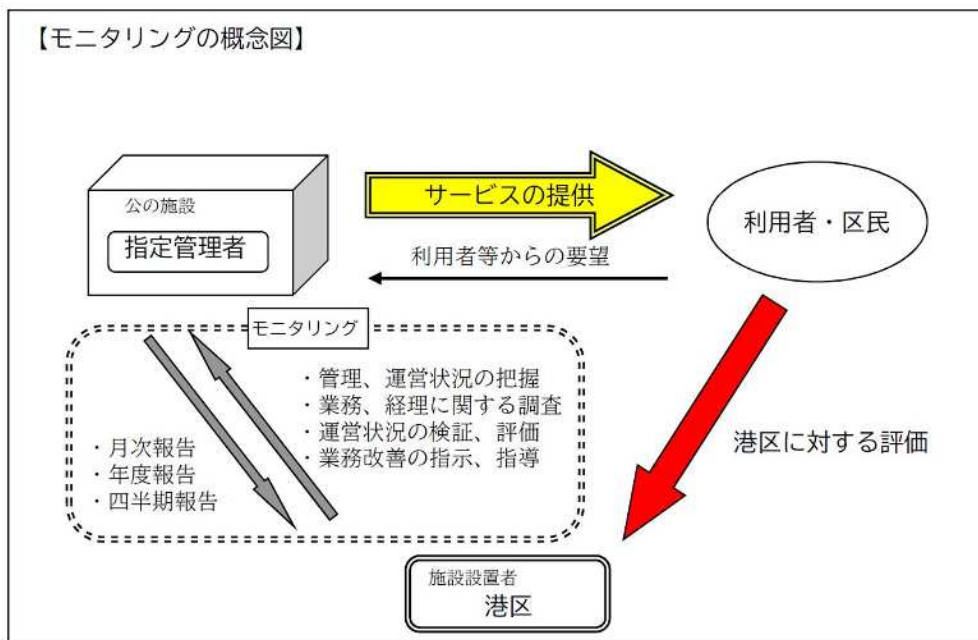 【モニタリングの概念図】
公の施設
指定管理者
サービスの提供
利用者・区民
利用者等からの要望
モニタリング
・管理、運営状況の把握
・業務、経理に関する調査
・運営状況の検証、評価
・業務改善の指示、指導
・月次報告
・年度報告
・四半期報告
港区に対する評価
施設設置者
港区